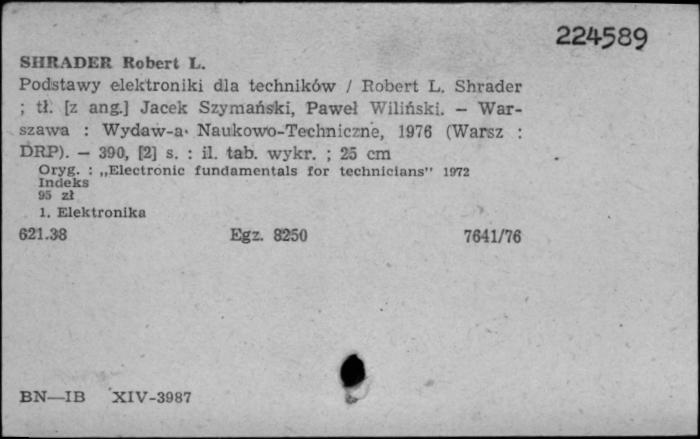 224589
SHRADER Robert L.
Podstawy elektroniki dla techników / Robert L. Shrader
; tł. [z ang.] Jacek Szymański, Paweł Wiliński. — War-
szawa : Wydaw-a Naukowo-Techniczne, 1976 (Warsz :
DRP). — 390, [2] s. : il. tab. wykr. ; 25 cm
Oryg. : „Electronic fundamentals for technicians” 1972
Indeks
95 zł
1. Elektronika
621.38 Egz. 8250 7641/76
BN—IB XIV-3987